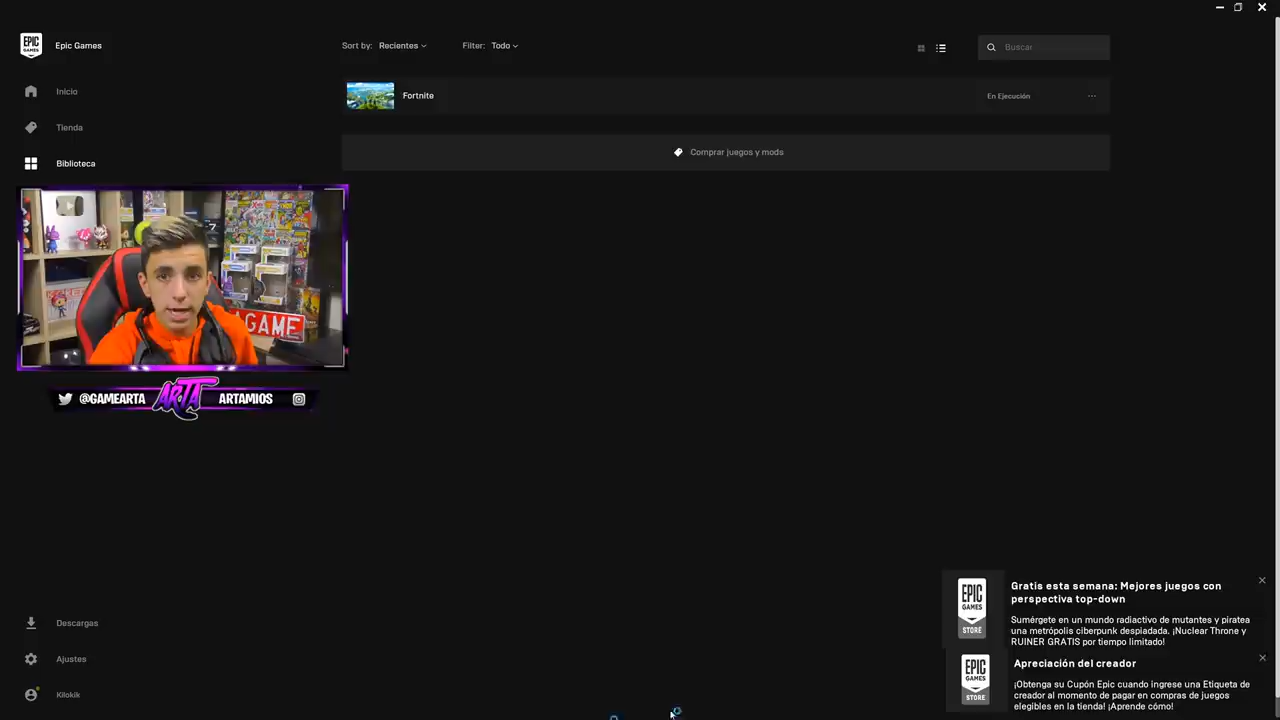 EPIC
GAMES
Epic Games
Sort by: Recientes
Filter: Todo
Buscar
Inicio
Fortnite
En Ejecución
Tienda
Comprar juegos y mods
Biblioteca
AGAME
@GAMEARTA
ARTA
ARTAMIOS
Descargas
Ajustes
Kilokik
EPIC
GAMES
STORE
Gratis esta semana: Mejores juegos con
perspectiva top-down
Sumérgete en un mundo radiactivo de mutantes y piratea
una metrópolis ciberpunk despiadada. ¡Nuclear Throne y
RUINER GRATIS por tiempo limitado!
EPIC
GAMES
STORE
Apreciación del creador
¡Obtenga su Cupón Epic cuando ingrese una Etiqueta de
creador al momento de pagar en compras de juegos
elegibles en la tienda! ¡Aprende cómo!